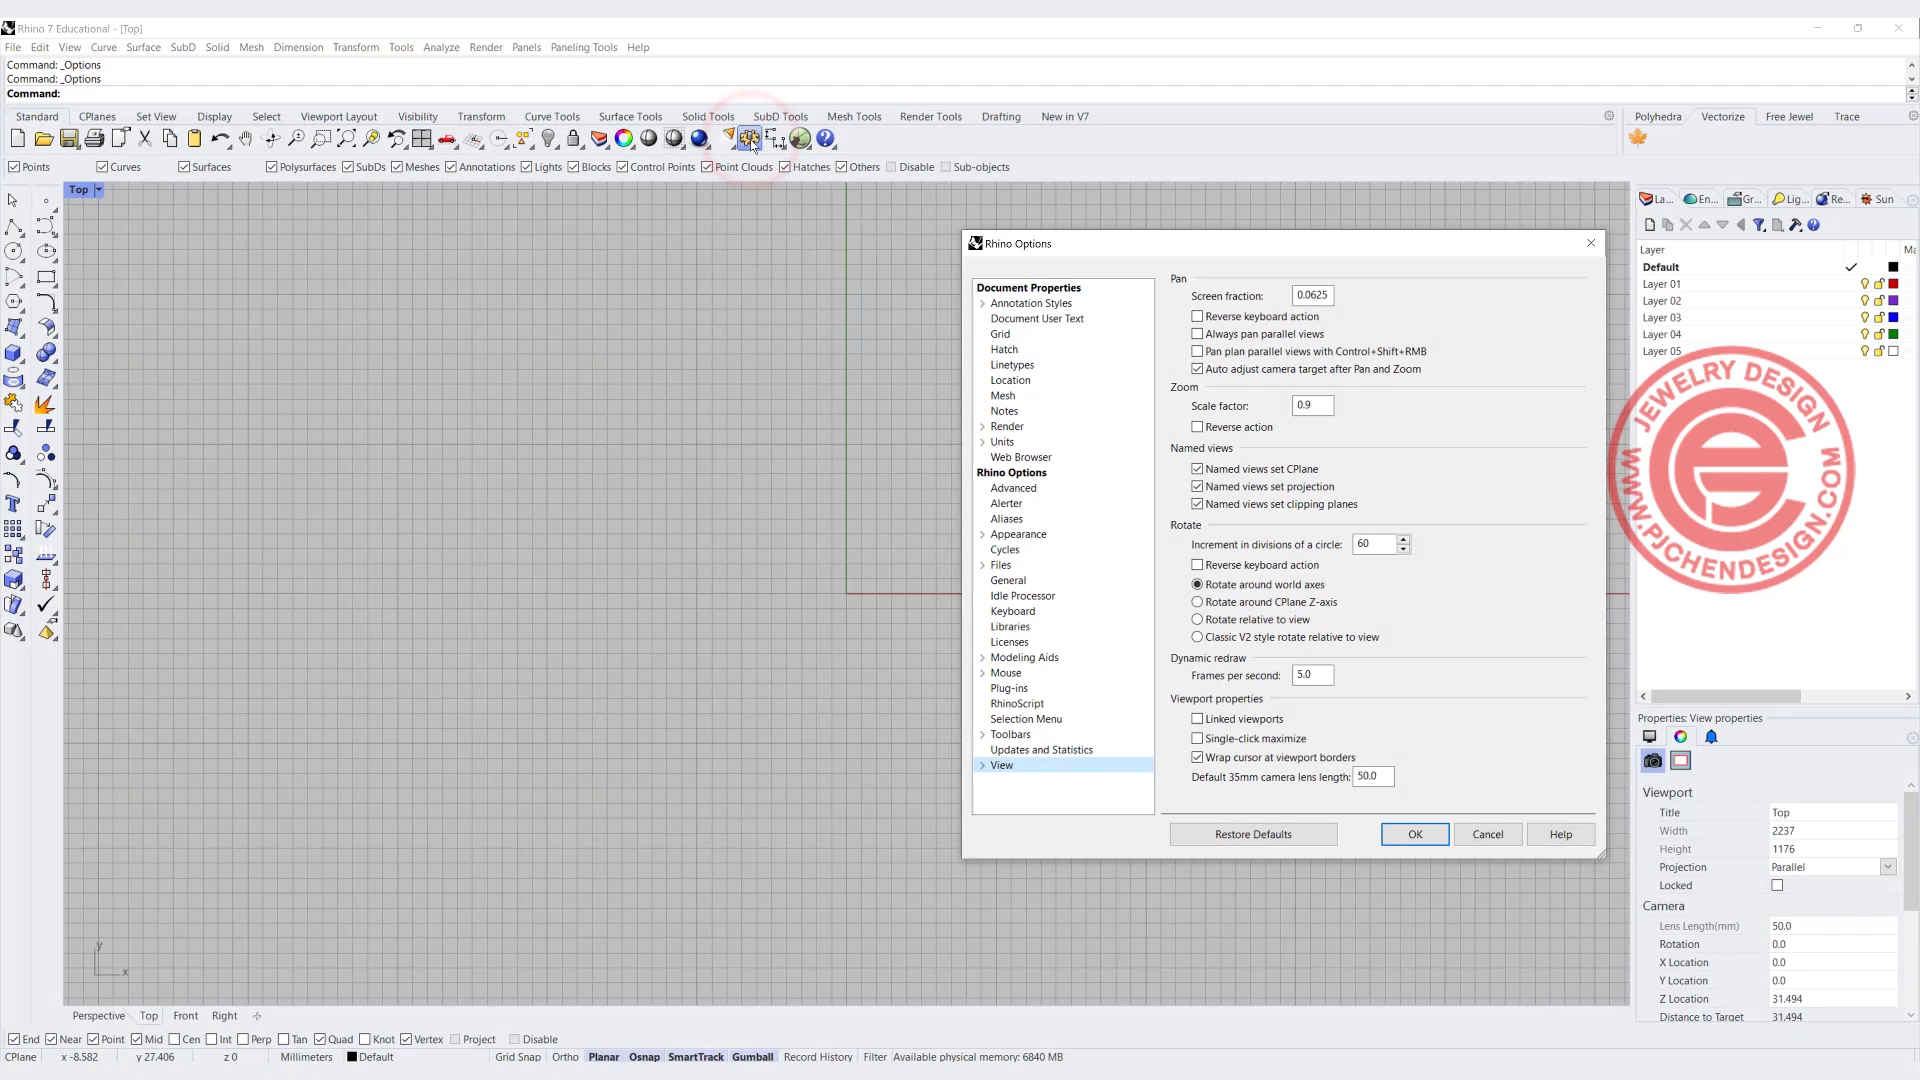 Rhino 7 Educational - [Top]
File Edit View Curve Surface SubD Solid Mesh Dimension Transform Tools Analyze Render Panels Paneling Tools Help
Command: _Options
Command: _Options
Command:
Standard CPlanes Set View Display Select Viewport Layout Visibility Transform Curve Tools Surface Tools Solid Tools SubD Tools Mesh Tools Render Tools Drafting New in V7
Polyhedra Vectorize Free Jewel Trace
Points Curves Surfaces Polysurfaces SubDs Meshes Annotations Lights Blocks Control Points Point Clouds Hatches Others Disable Sub-objects
Top
La... En... Gr... Lig... Re... Sun
Layer Ma
Default
Layer 01
Layer 02
Layer 03
Layer 04
Layer 05
Rhino Options
Document Properties
Annotation Styles
Document User Text
Grid
Hatch
Linetypes
Location
Mesh
Notes
Render
Units
Web Browser
Rhino Options
Advanced
Alerter
Aliases
Appearance
Cycles
Files
General
Idle Processor
Keyboard
Libraries
Licenses
Modeling Aids
Mouse
Plug-ins
RhinoScript
Selection Menu
Toolbars
Updates and Statistics
View
Pan
Screen fraction: 0.0625
Reverse keyboard action
Always pan parallel views
Pan plan parallel views with Control+Shift+RMB
Auto adjust camera target after Pan and Zoom
Zoom
Scale factor: 0.9
Reverse action
Named views
Named views set CPlane
Named views set projection
Named views set clipping planes
Rotate
Increment in divisions of a circle: 60
Reverse keyboard action
Rotate around world axes
Rotate around CPlane Z-axis
Rotate relative to view
Classic V2 style rotate relative to view
Dynamic redraw
Frames per second: 5.0
Viewport properties
Linked viewports
Single-click maximize
Wrap cursor at viewport borders
Default 35mm camera lens length: 50.0
Restore Defaults OK Cancel Help
JEWELRY DESIGN
WWW.PJCHENDESIGN.COM
Properties: View properties
Viewport
Title Top
Width 2237
Height 1176
Projection Parallel
Locked
Camera
Lens Length(mm) 50.0
Rotation 0.0
X Location 0.0
Y Location 0.0
Z Location 31.494
Distance to Target 31.494
y
x
Perspective Top Front Right
End Near Point Mid Cen Int Perp Tan Quad Knot Vertex Project Disable
CPlane x -8.582 y 27.406 z 0 Millimeters Default Grid Snap Ortho Planar Osnap SmartTrack Gumball Record History Filter Available physical memory: 6840 MB